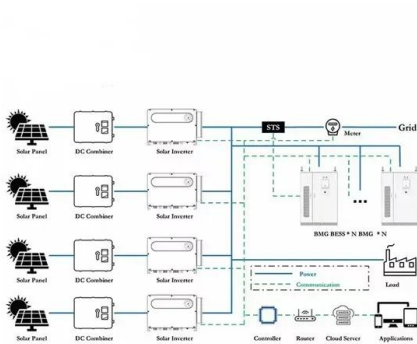 STS
Meter
Grid
Solar Panel
DC Combiner
Solar Inverter
Solar Panel
DC Combiner
Solar Inverter
BMG BESS * N BMG * N
Solar Panel
DC Combiner
Solar Inverter
Power
Communication
Load
Solar Panel
DC Combiner
Solar Inverter
Controller
Router
Cloud Server
Applications